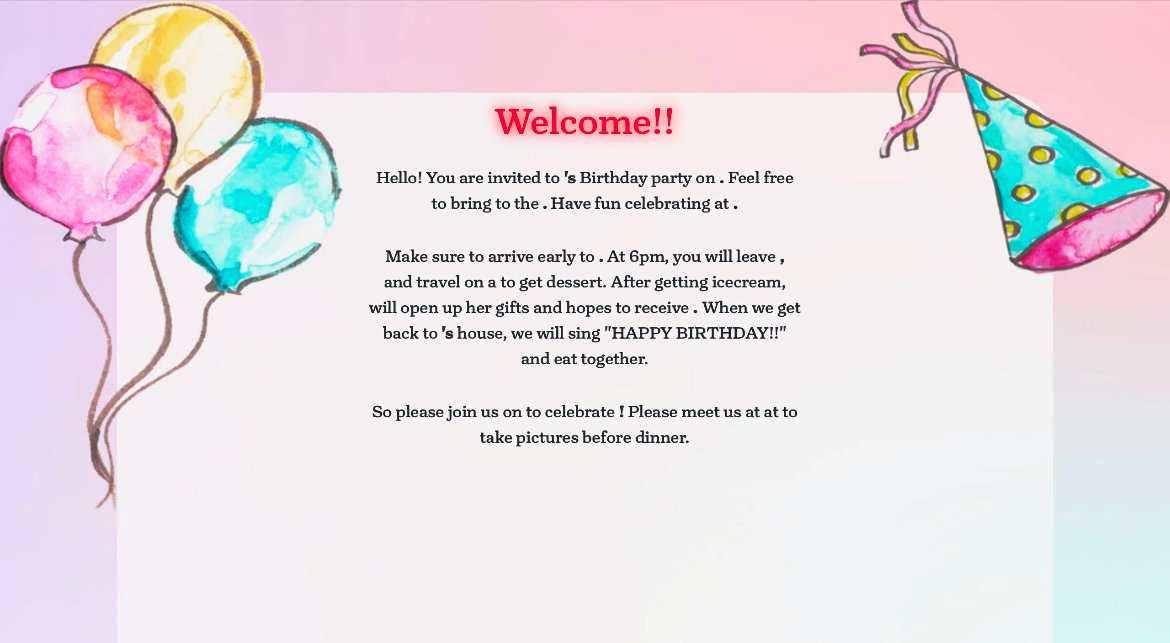 Welcome!!
Hello! You are invited to 's Birthday party on . Feel free
to bring to the . Have fun celebrating at .
Make sure to arrive early to . At 6pm, you will leave ,
and travel on a to get dessert. After getting icecream,
will open up her gifts and hopes to receive . When we get
back to 's house, we will sing "HAPPY BIRTHDAY!!"
and eat together.
So please join us on to celebrate ! Please meet us at at to
take pictures before dinner.